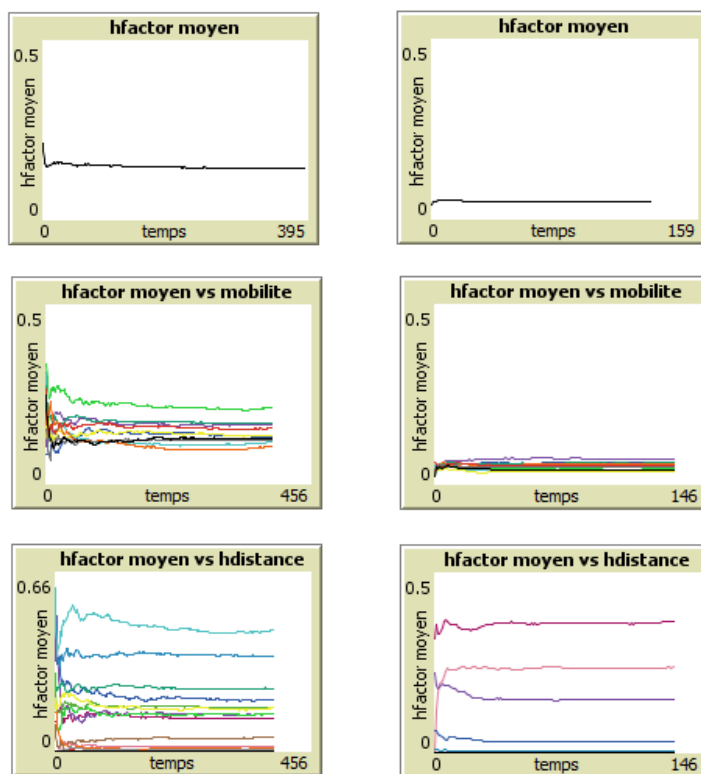 hfactor moyen
0.5
hfactor moyen
0
0
temps
395
hfactor moyen
0.5
hfactor moyen
0
0
temps
159
hfactor moyen vs mobilite
0.5
hfactor moyen
0
0
temps
456
hfactor moyen vs mobilite
0.5
hfactor moyen
0
0
temps
146
hfactor moyen vs hdistance
0.66
hfactor moyen
0
0
temps
456
hfactor moyen vs hdistance
0.5
hfactor moyen
0
0
temps
146